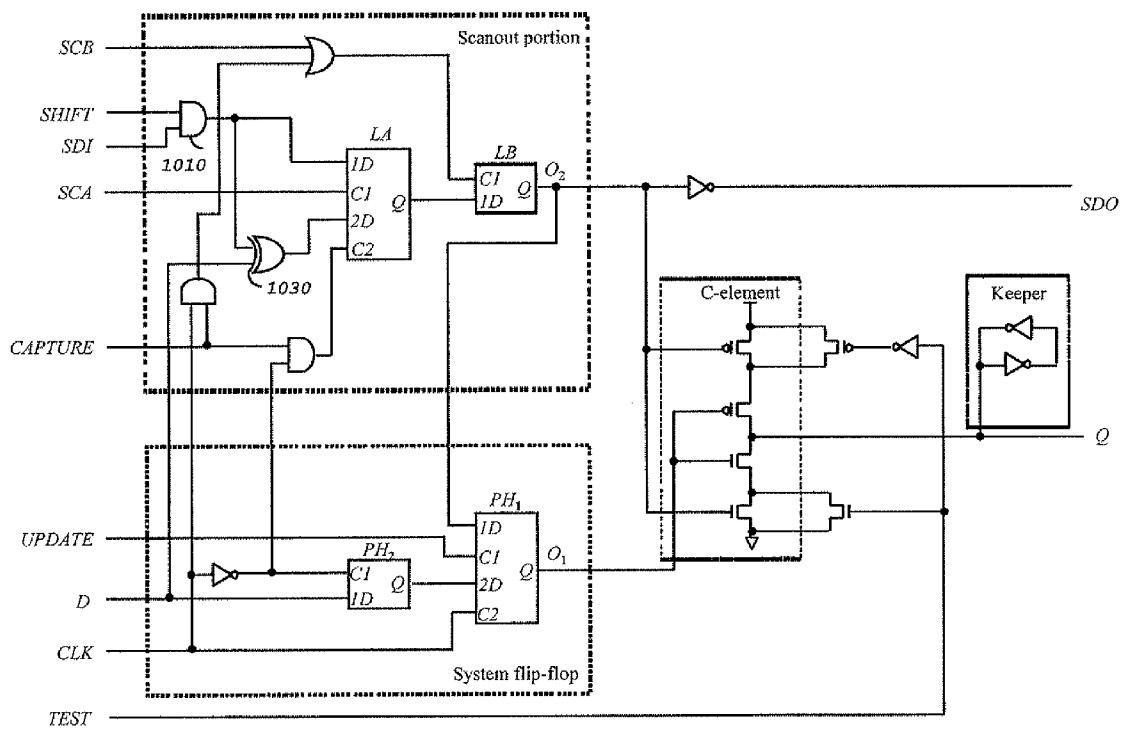 Scanout portion
SCB
SHIFT
SDI
1010
SCA
LA
1D
C1
2D
C2
Q
LB
C1
1D
Q
O2
SDO
1030
CAPTURE
C-element
Keeper
Q
UPDATE
PH1
1D
C1
2D
C2
Q
O1
PH2
C1
1D
Q
D
CLK
System flip-flop
TEST